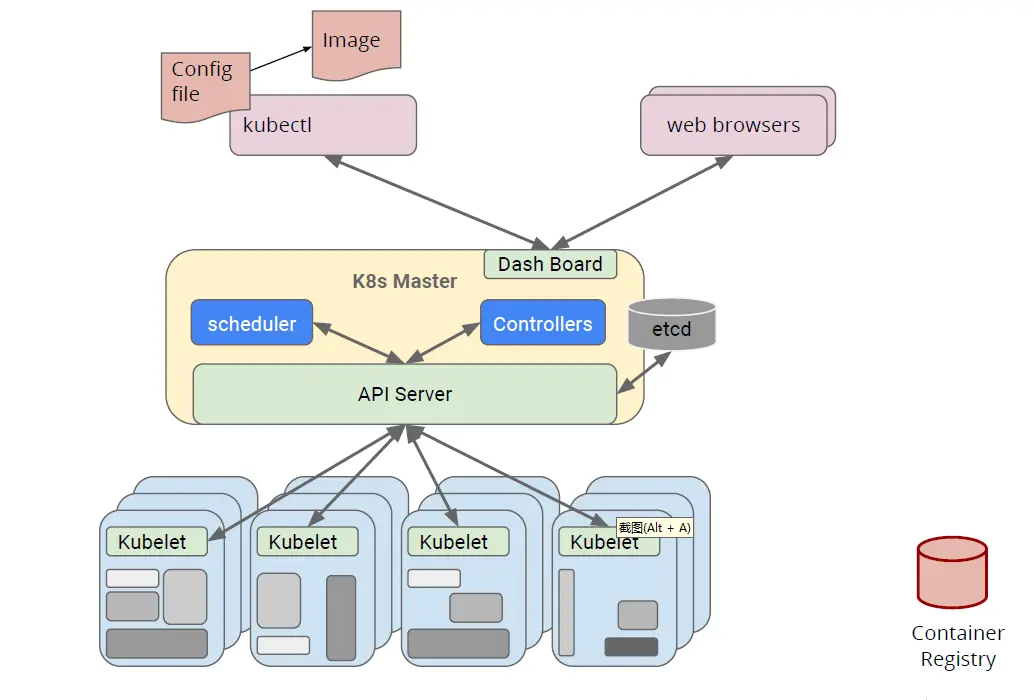 Image
Config
file
kubectl
web browsers
Dash Board
K8s Master
scheduler
Controllers
etcd
API Server
截图(Alt + A)
Kubelet
Kubelet
Kubelet
Kubelet
Container
Registry